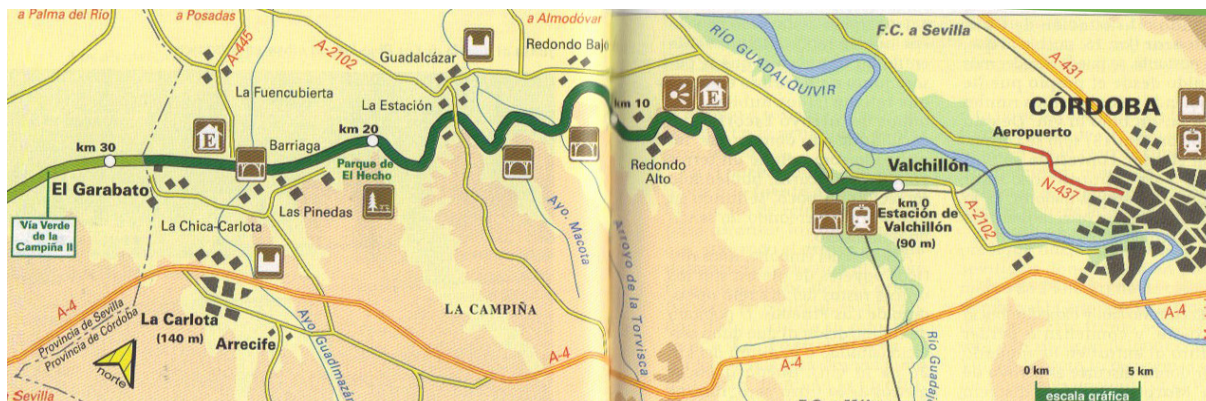 a Palma del Río
a Posadas
A-445
A-2102
a Almodóvar
Guadalcázar
Redondo Bajo
La Fuencubierta
La Estación
E
Barriaga
km 20
km 30
Parque de
El Hecho
El Garabato
Las Pinedas
La Chica-Carlota
Vía Verde
de la
Campiña II
Ayo. Macota
A-4
La Carlota
(140 m)
Arrecife
Provincia de Sevilla
Provincia de Córdoba
norte
Sevilla
Ayo. Guadlmazán
LA CAMPIÑA
A-4
Arroyo de la Torvisca
km 10
E
Redondo
Alto
RÍO GUADALQUIVIR
F.C. a Sevilla
A-431
CÓRDOBA
Aeropuerto
N-437
Valchillón
km 0
Estación de
Valchillón
(90 m)
A-2102
A-4
A-4
0 km
5 km
escala gráfica